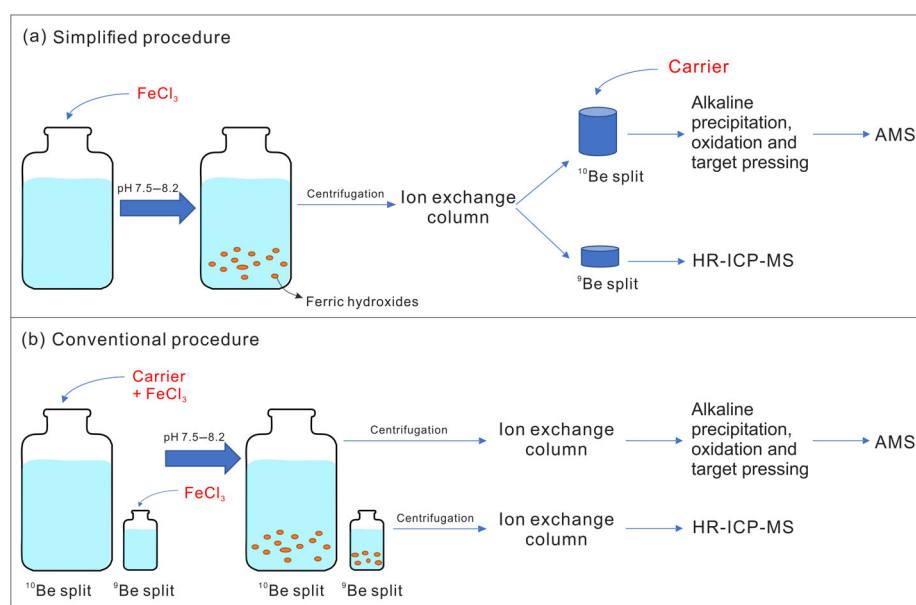 (a) Simplified procedure
FeCl₃
pH 7.5–8.2
Ferric hydroxides
Centrifugation
Ion exchange
column
Carrier
¹⁰Be split
Alkaline
precipitation,
oxidation and
target pressing
AMS
⁹Be split
HR-ICP-MS
(b) Conventional procedure
Carrier
+ FeCl₃
pH 7.5–8.2
FeCl₃
¹⁰Be split
⁹Be split
¹⁰Be split
⁹Be split
Centrifugation
Ion exchange
column
Alkaline
precipitation,
oxidation and
target pressing
AMS
Centrifugation
Ion exchange
column
HR-ICP-MS